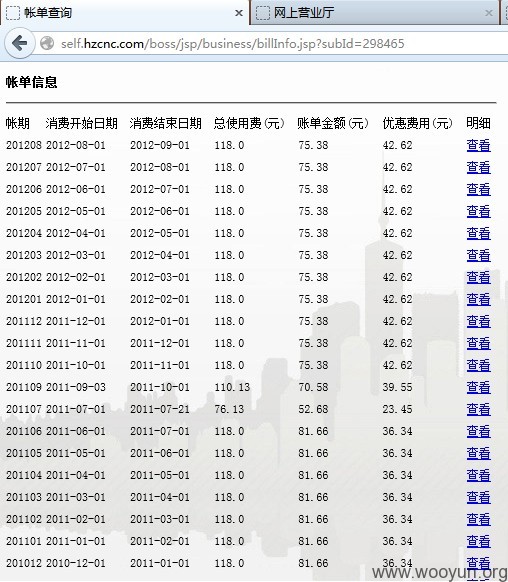 帐单查询 × 网上营业厅 ×
self.hzcnc.com/boss/jsp/business/billInfo.jsp?subId=298465
帐单信息
帐期 消费开始日期 消费结束日期 总使用费(元) 账单金额(元) 优惠费用(元) 明细
201208 2012-08-01 2012-09-01 118.0 75.38 42.62 查看
201207 2012-07-01 2012-08-01 118.0 75.38 42.62 查看
201206 2012-06-01 2012-07-01 118.0 75.38 42.62 查看
201205 2012-05-01 2012-06-01 118.0 75.38 42.62 查看
201204 2012-04-01 2012-05-01 118.0 75.38 42.62 查看
201203 2012-03-01 2012-04-01 118.0 75.38 42.62 查看
201202 2012-02-01 2012-03-01 118.0 75.38 42.62 查看
201201 2012-01-01 2012-02-01 118.0 75.38 42.62 查看
201112 2011-12-01 2012-01-01 118.0 75.38 42.62 查看
201111 2011-11-01 2011-12-01 118.0 75.38 42.62 查看
201110 2011-10-01 2011-11-01 118.0 75.38 42.62 查看
201109 2011-09-03 2011-10-01 110.13 70.58 39.55 查看
201107 2011-07-01 2011-07-21 76.13 52.68 23.45 查看
201106 2011-06-01 2011-07-01 118.0 81.66 36.34 查看
201105 2011-05-01 2011-06-01 118.0 81.66 36.34 查看
201104 2011-04-01 2011-05-01 118.0 81.66 36.34 查看
201103 2011-03-01 2011-04-01 118.0 81.66 36.34 查看
201102 2011-02-01 2011-03-01 118.0 81.66 36.34 查看
201101 2011-01-01 2011-02-01 118.0 81.66 36.34 查看
201012 2010-12-01 2011-01-01 118.0 81.66 36.34 查看
www.wooyun.org